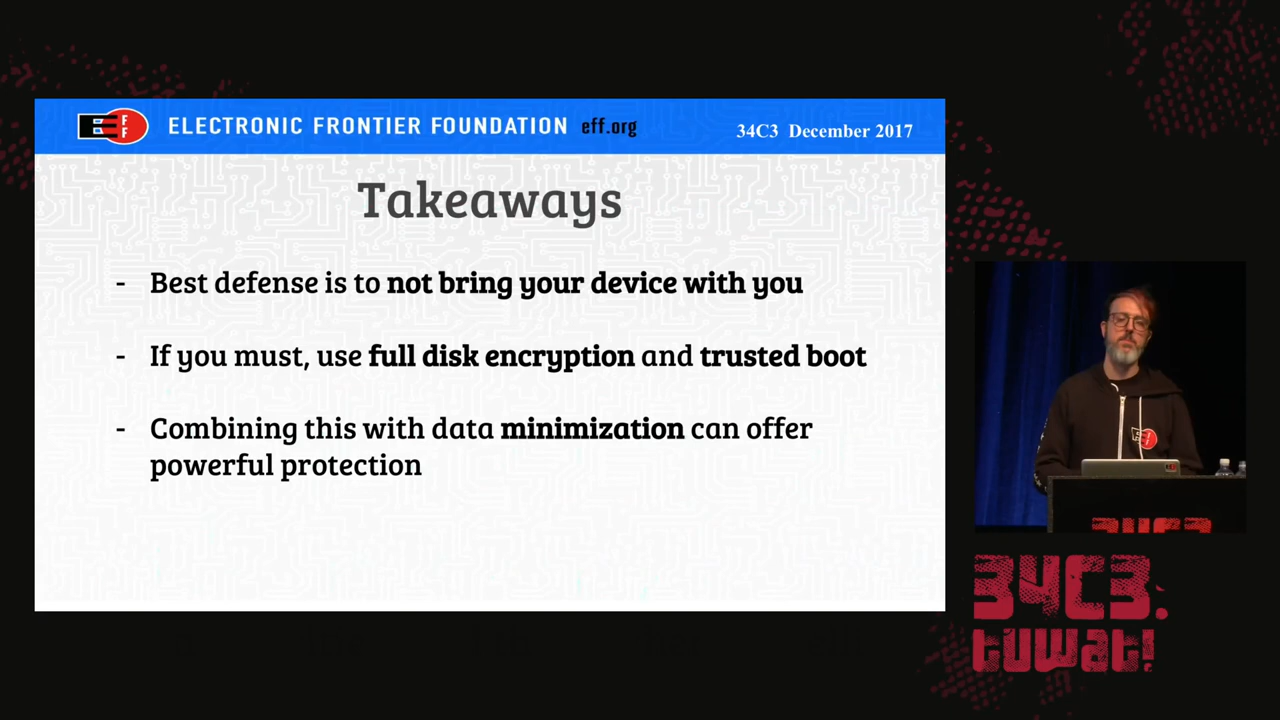 EFF
ELECTRONIC FRONTIER FOUNDATION eff.org
34C3 December 2017
Takeaways
- Best defense is to not bring your device with you
- If you must, use full disk encryption and trusted boot
- Combining this with data minimization can offer
powerful protection
34C3
34C3.
tuwat!